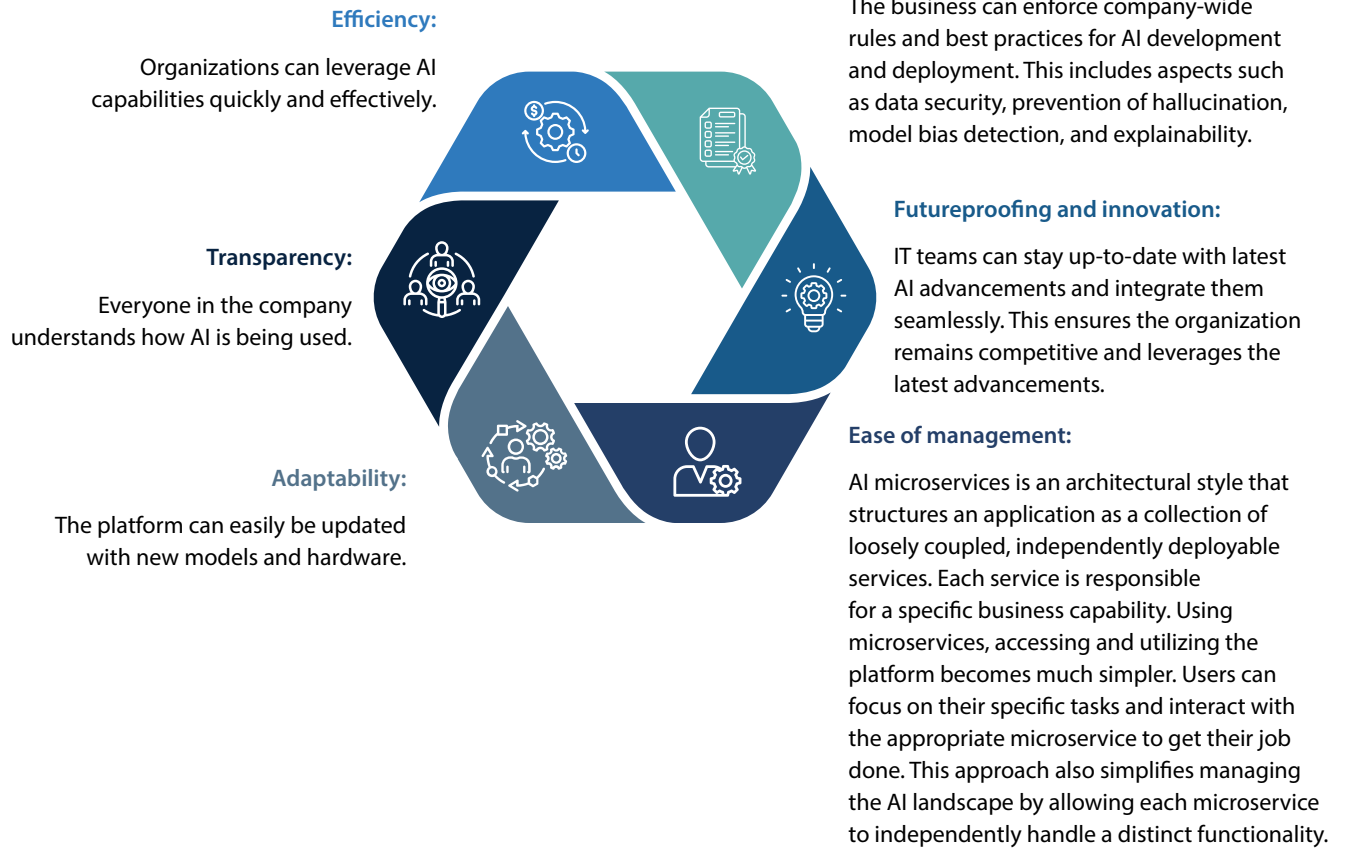 Efficiency:
Organizations can leverage AI
capabilities quickly and effectively.
The business can enforce company-wide
rules and best practices for AI development
and deployment. This includes aspects such
as data security, prevention of hallucination,
model bias detection, and explainability.
Transparency:
Everyone in the company
understands how AI is being used.
Futureproofing and innovation:
IT teams can stay up-to-date with latest
AI advancements and integrate them
seamlessly. This ensures the organization
remains competitive and leverages the
latest advancements.
Adaptability:
The platform can easily be updated
with new models and hardware.
Ease of management:
AI microservices is an architectural style that
structures an application as a collection of
loosely coupled, independently deployable
services. Each service is responsible
for a specific business capability. Using
microservices, accessing and utilizing the
platform becomes much simpler. Users can
focus on their specific tasks and interact with
the appropriate microservice to get their job
done. This approach also simplifies managing
the AI landscape by allowing each microservice
to independently handle a distinct functionality.
$